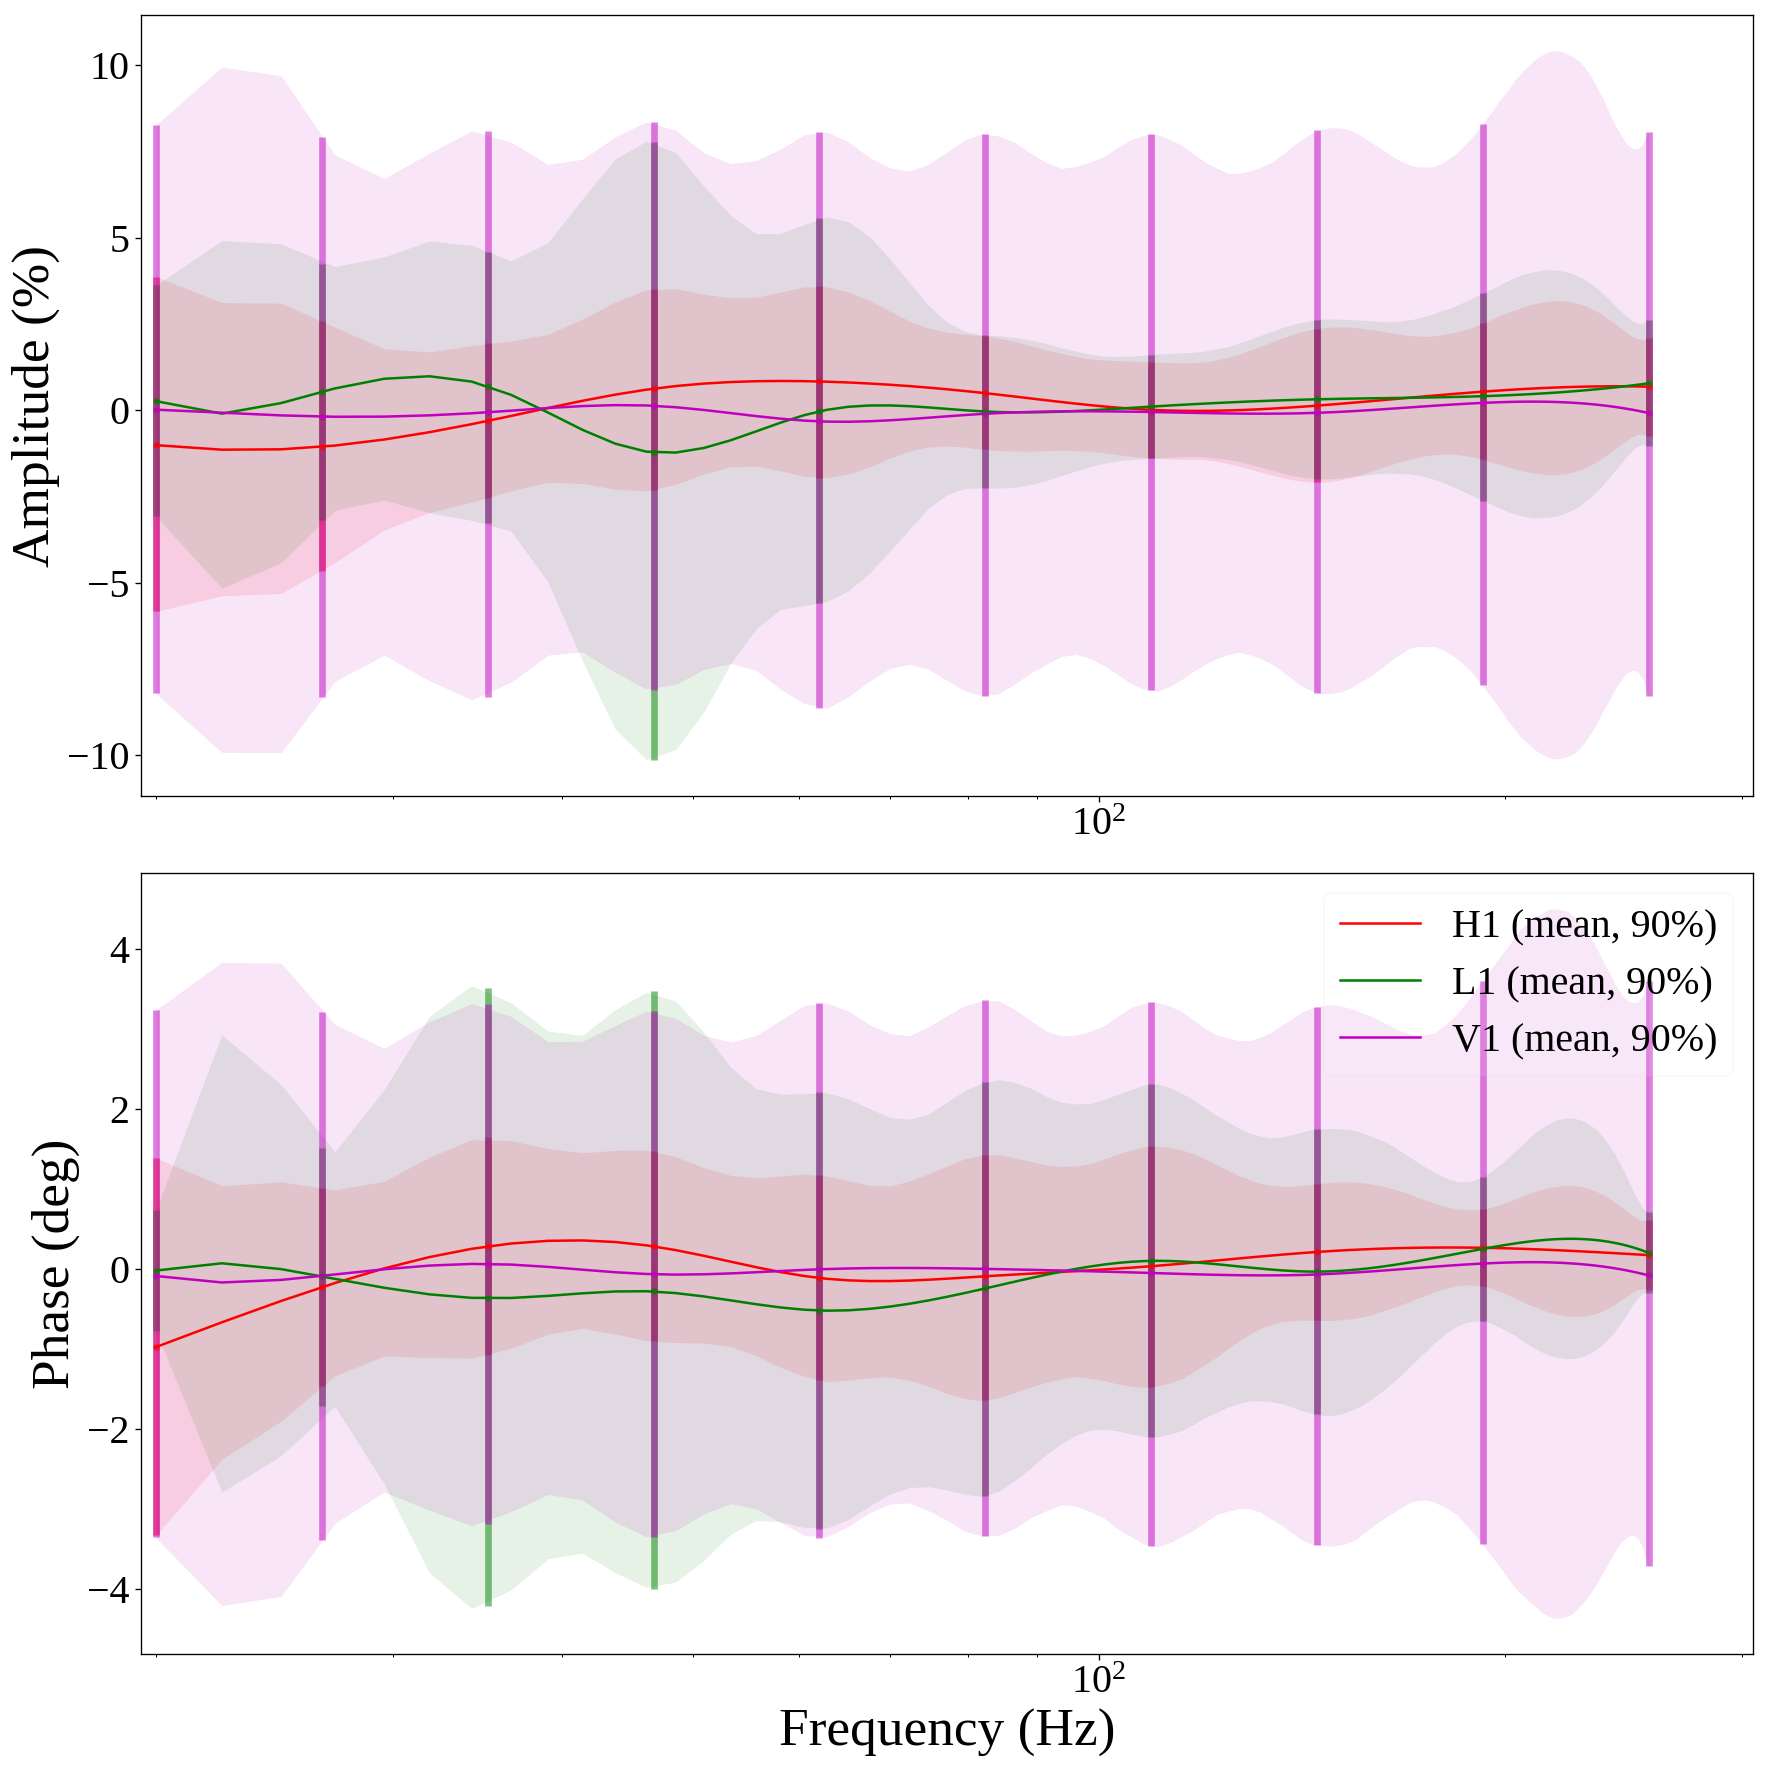 Amplitude (%)
10
5
0
−5
−10
10²
Phase (deg)
4
2
0
−2
−4
H1 (mean, 90%)
L1 (mean, 90%)
V1 (mean, 90%)
10²
Frequency (Hz)